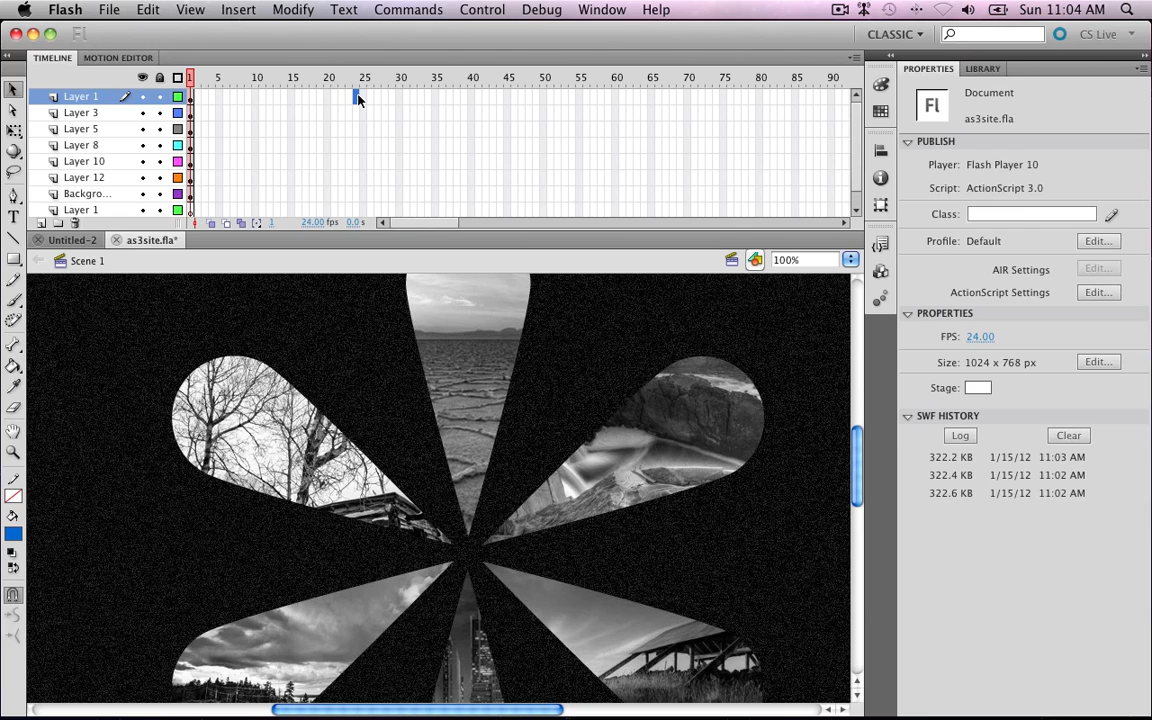 Flash File Edit View Insert Modify Text Commands Control Debug Window Help Sun 11:04 AM
Fl CLASSIC CS Live
TIMELINE MOTION EDITOR
1 5 10 15 20 25 30 35 40 45 50 55 60 65 70 75 80 85 90
Layer 1
Layer 3
Layer 5
Layer 8
Layer 10
Layer 12
Backgro...
Layer 1
1 24.00 fps 0.0 s
Untitled-2 as3site.fla*
Scene 1 100%
PROPERTIES LIBRARY
Fl Document
as3site.fla
PUBLISH
Player: Flash Player 10
Script: ActionScript 3.0
Class:
Profile: Default Edit...
AIR Settings Edit...
ActionScript Settings Edit...
PROPERTIES
FPS: 24.00
Size: 1024 x 768 px Edit...
Stage:
SWF HISTORY
Log Clear
322.2 KB 1/15/12 11:03 AM
322.4 KB 1/15/12 11:02 AM
322.6 KB 1/15/12 11:02 AM